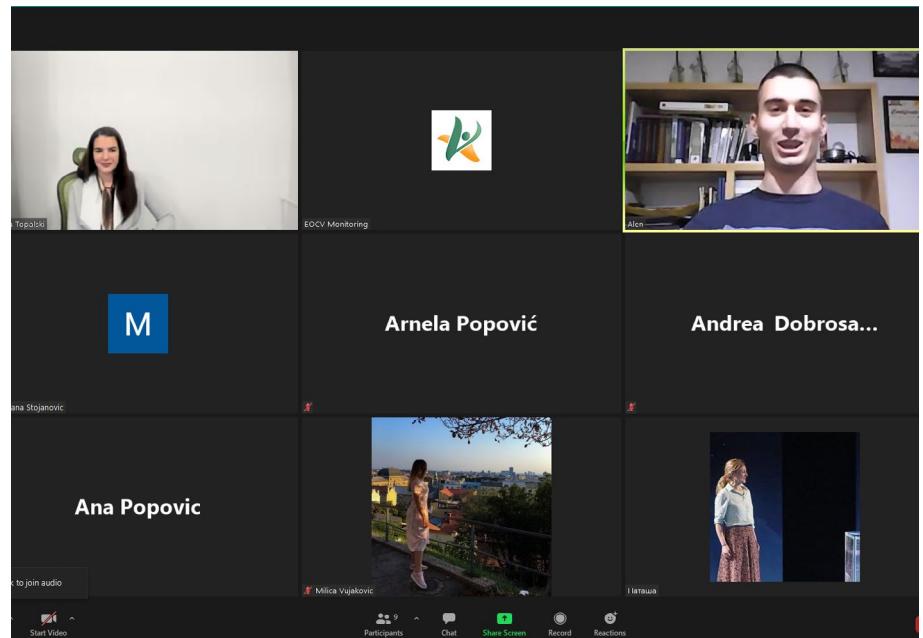 Topalski
EOCV Monitoring
Alen
M
Arnela Popović
Andrea Dobrosa...
ana Stojanovic
Ana Popovic
to join audio
Milica Vujakovic
Наташа
9
Start Video
Participants
Chat
Share Screen
Record
Reactions